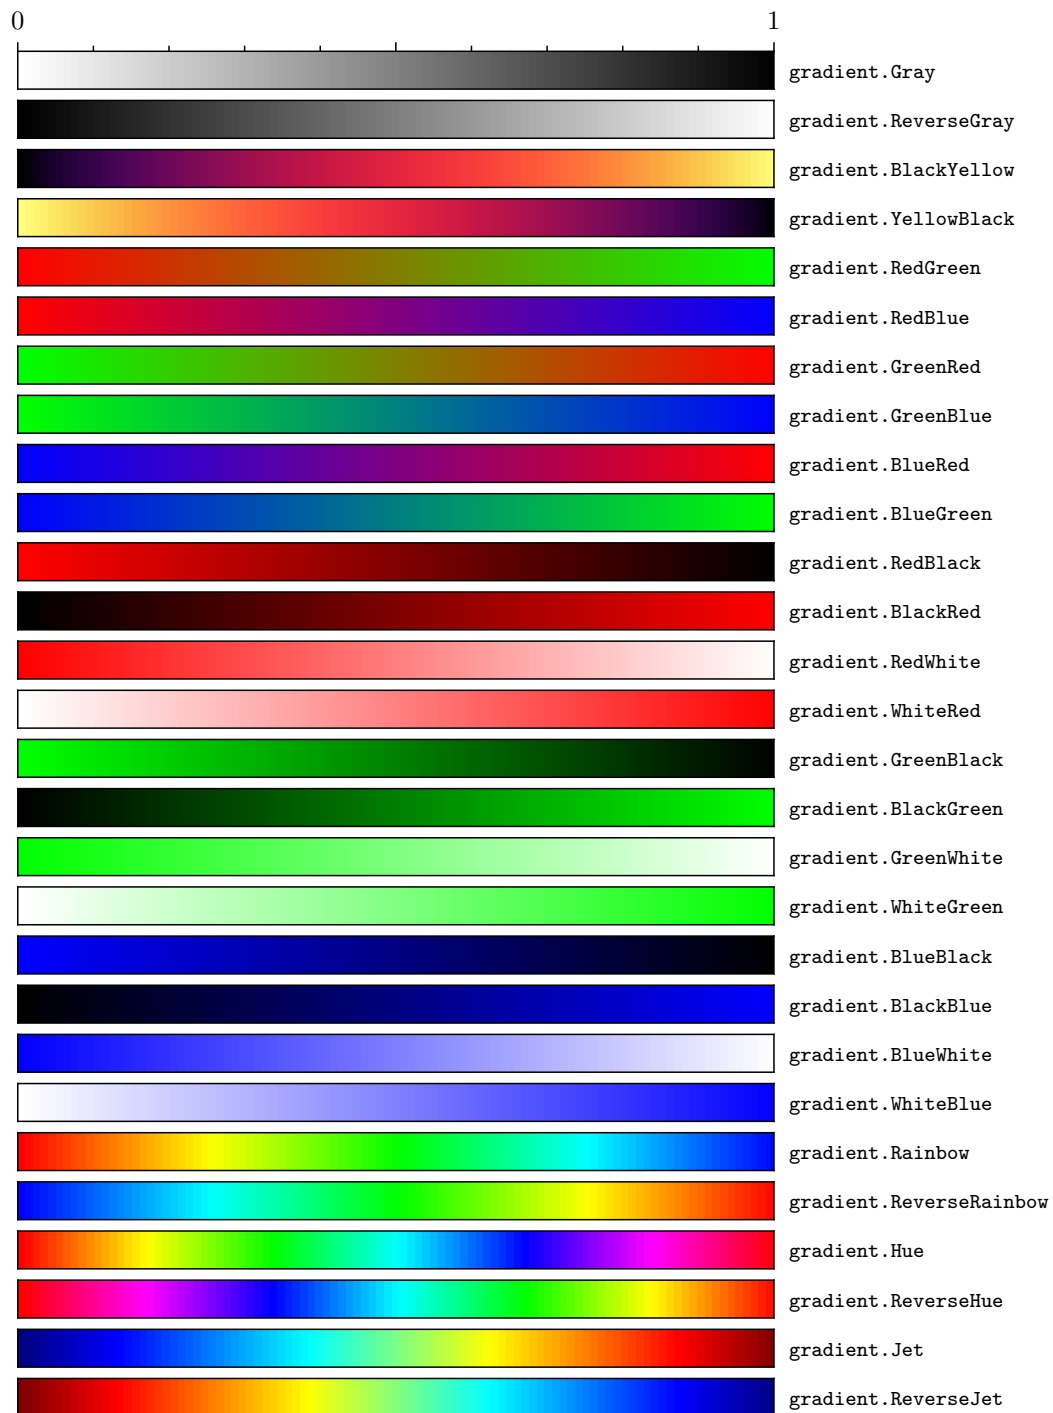 0 1
gradient.Gray
gradient.ReverseGray
gradient.BlackYellow
gradient.YellowBlack
gradient.RedGreen
gradient.RedBlue
gradient.GreenRed
gradient.GreenBlue
gradient.BlueRed
gradient.BlueGreen
gradient.RedBlack
gradient.BlackRed
gradient.RedWhite
gradient.WhiteRed
gradient.GreenBlack
gradient.BlackGreen
gradient.GreenWhite
gradient.WhiteGreen
gradient.BlueBlack
gradient.BlackBlue
gradient.BlueWhite
gradient.WhiteBlue
gradient.Rainbow
gradient.ReverseRainbow
gradient.Hue
gradient.ReverseHue
gradient.Jet
gradient.ReverseJet